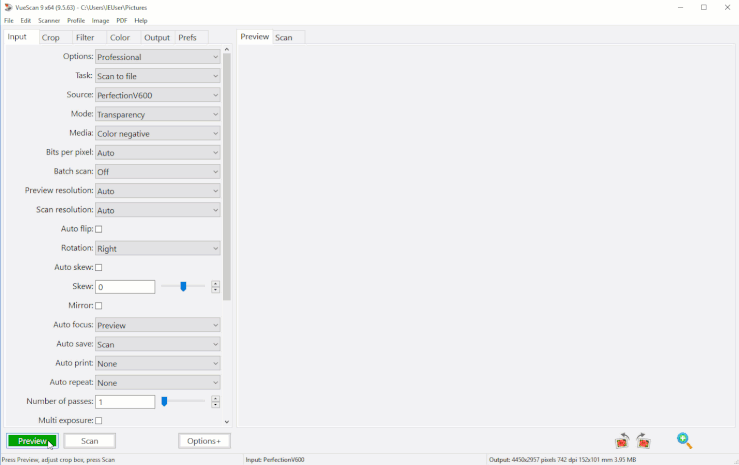 VueScan 9 x64 (9.5.63) - C:\Users\IEUser\Pictures
File Edit Scanner Profile Image PDF Help
Input Crop Filter Color Output Prefs Preview Scan
Options: Professional
Task: Scan to file
Source: PerfectionV600
Mode: Transparency
Media: Color negative
Bits per pixel: Auto
Batch scan: Off
Preview resolution: Auto
Scan resolution: Auto
Auto flip:
Rotation: Right
Auto skew:
Skew: 0
Mirror:
Auto focus: Preview
Auto save: Scan
Auto print: None
Auto repeat: None
Number of passes: 1
Multi exposure:
Preview Scan Options+
Press Preview, adjust crop box, press Scan Input: PerfectionV600 Output: 4450x2957 pixels 742 dpi 152x101 mm 3.95 MB